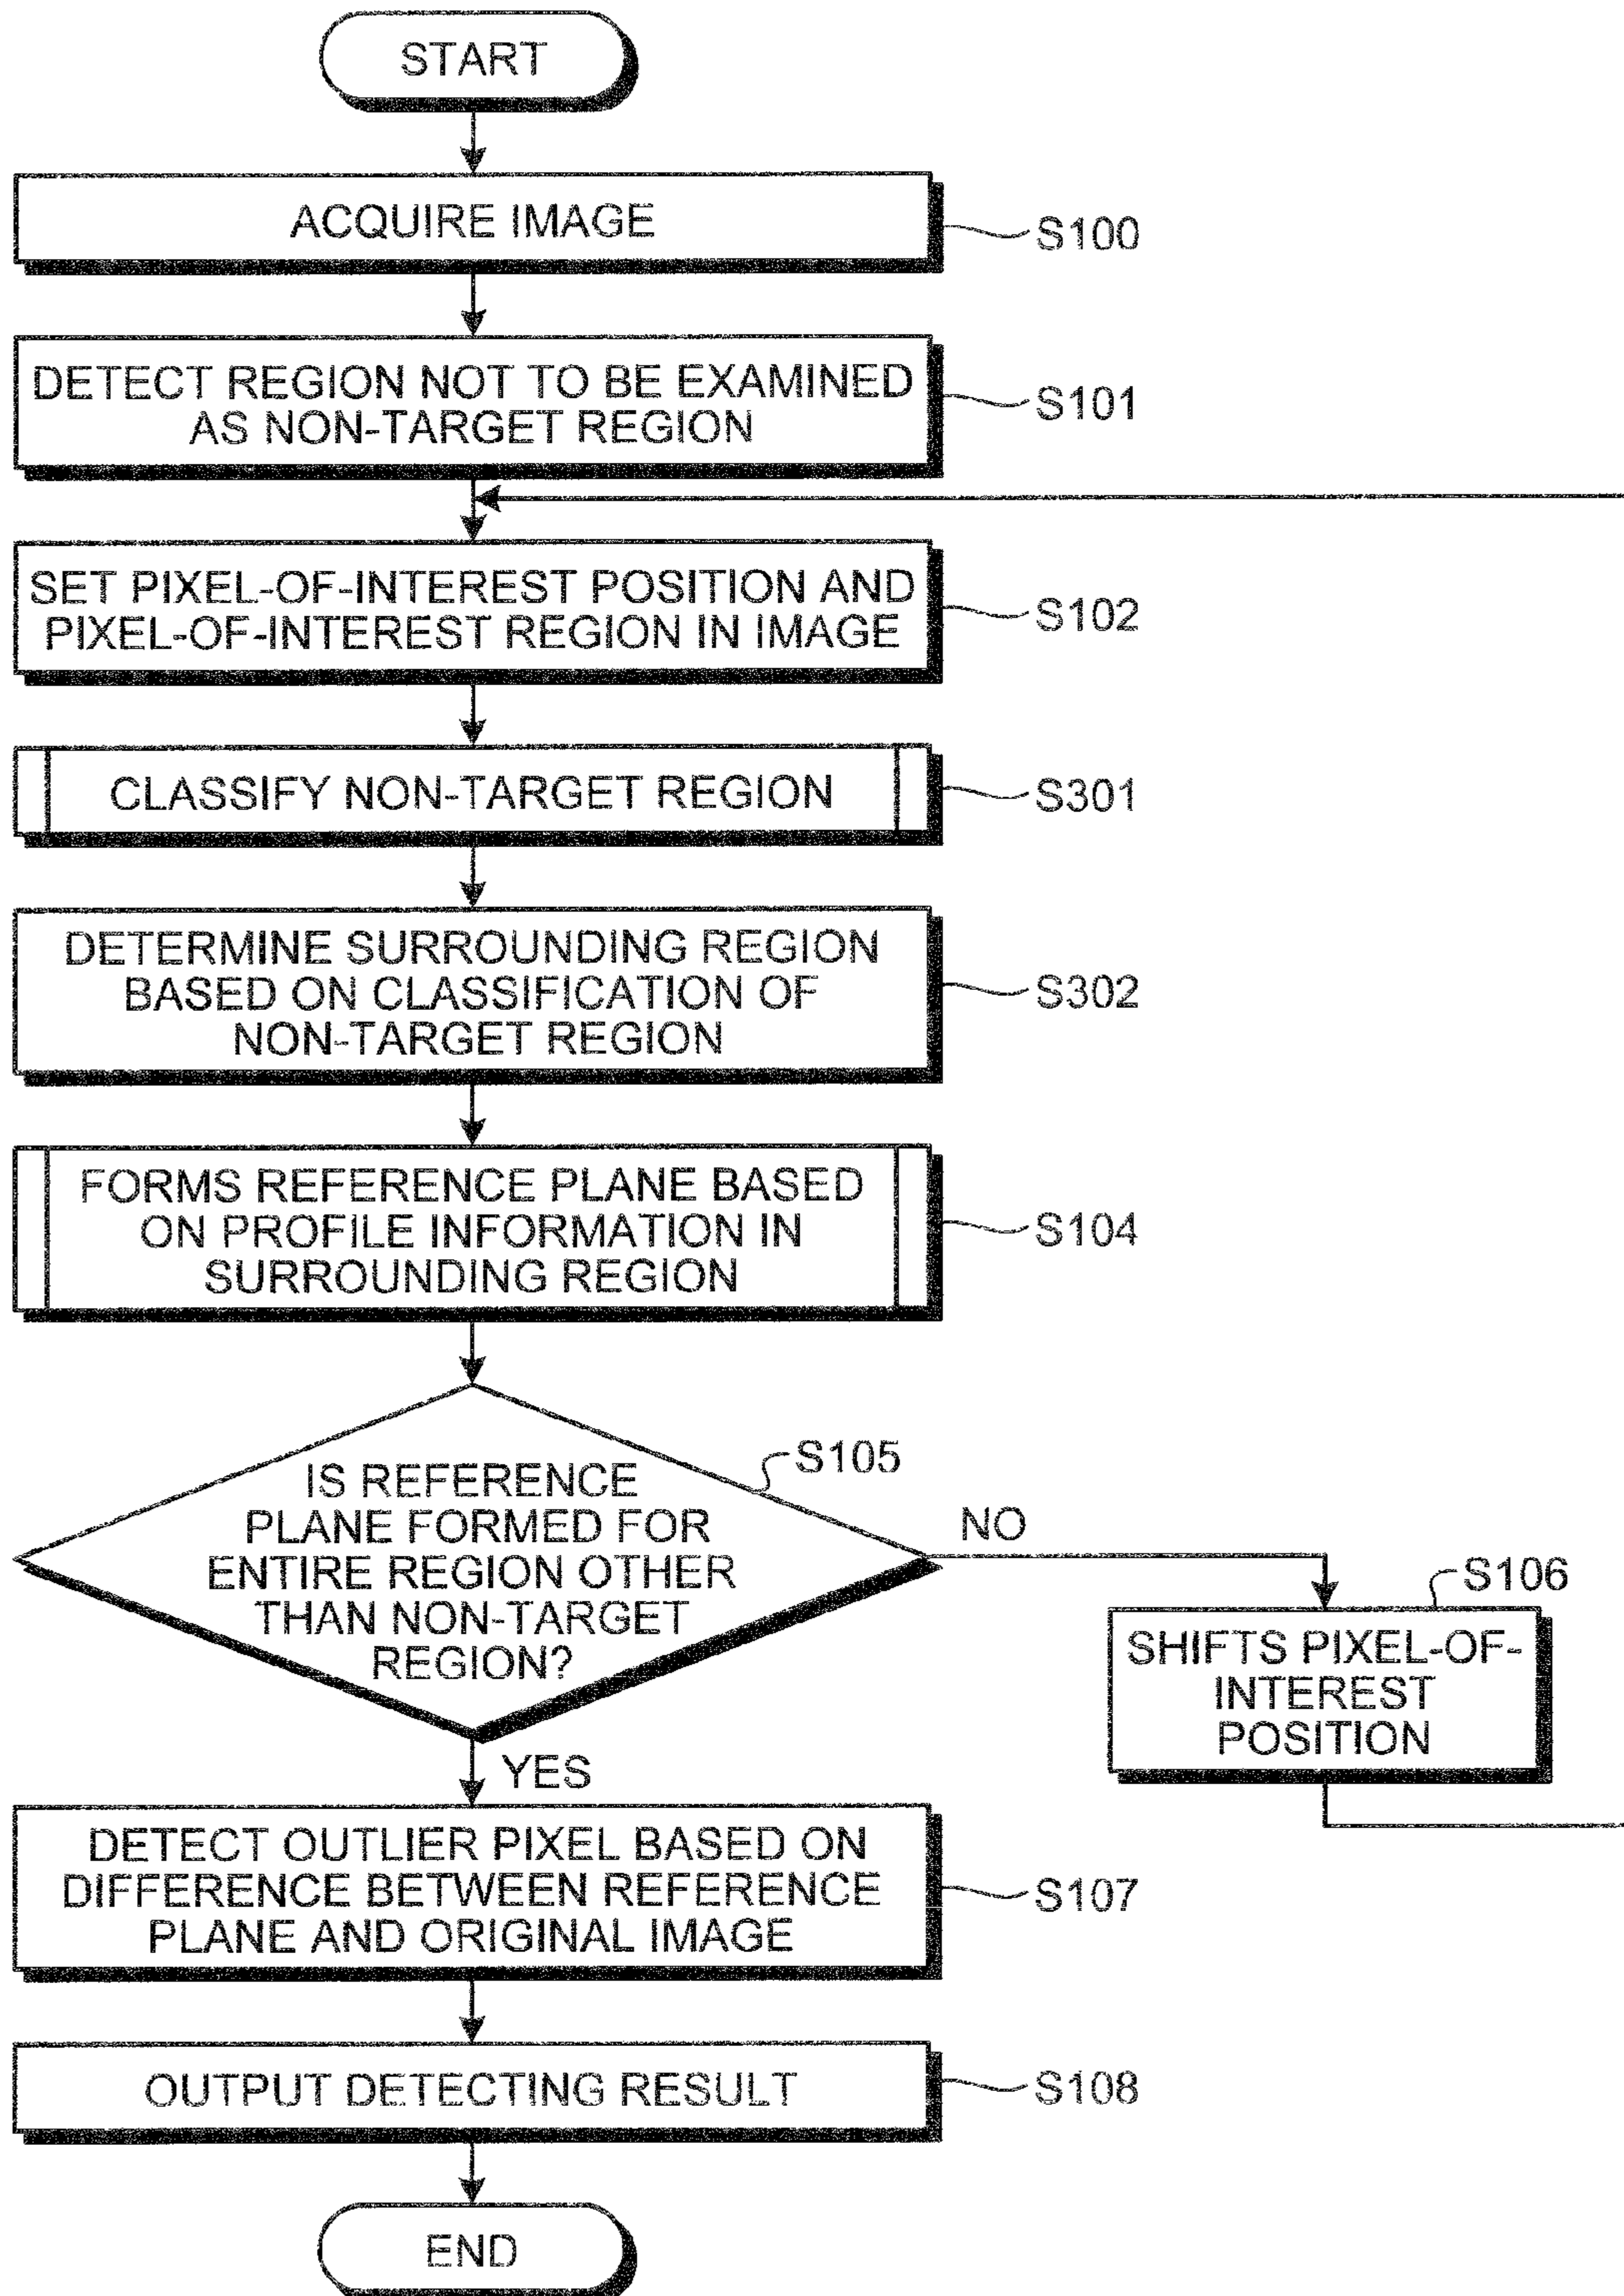 START
ACQUIRE IMAGE
S100
DETECT REGION NOT TO BE EXAMINED
AS NON-TARGET REGION
S101
SET PIXEL-OF-INTEREST POSITION AND
PIXEL-OF-INTEREST REGION IN IMAGE
S102
CLASSIFY NON-TARGET REGION
S301
DETERMINE SURROUNDING REGION
BASED ON CLASSIFICATION OF
NON-TARGET REGION
S302
FORMS REFERENCE PLANE BASED
ON PROFILE INFORMATION IN
SURROUNDING REGION
S104
IS REFERENCE
PLANE FORMED FOR
ENTIRE REGION OTHER
THAN NON-TARGET
REGION?
S105
NO
S106
SHIFTS PIXEL-OF-
INTEREST
POSITION
YES
DETECT OUTLIER PIXEL BASED ON
DIFFERENCE BETWEEN REFERENCE
PLANE AND ORIGINAL IMAGE
S107
OUTPUT DETECTING RESULT
S108
END